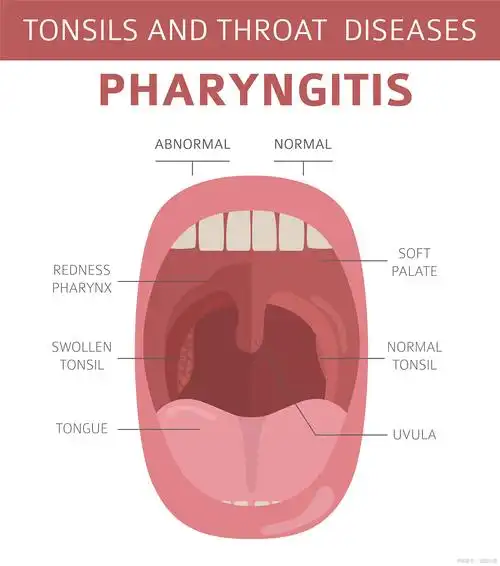 TONSILS AND THROAT DISEASES
PHARYNGITIS
ABNORMAL
NORMAL
REDNESS
PHARYNX
SOFT
PALATE
SWOLLEN
TONSIL
NORMAL
TONSIL
TONGUE
UVULA